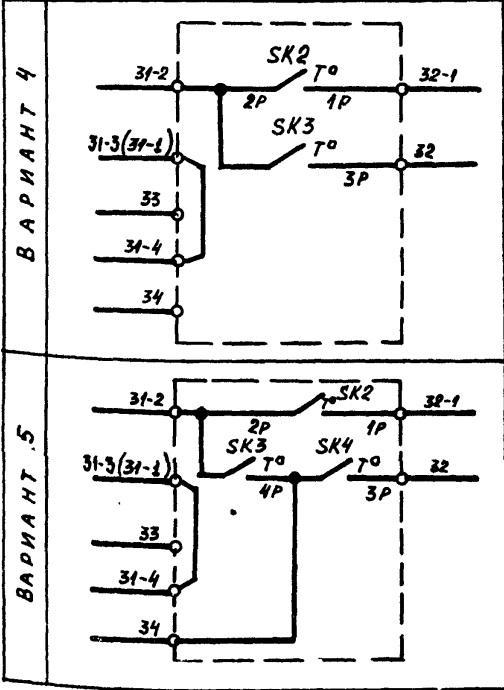 ВАРИАНТ 4
SK2
31-2
T°
32-1
2P
1P
SK3
31-3(31-1)
T°
32
3P
33
31-4
34
ВАРИАНТ 5
31-2
T°
SK2
32-1
2P
1P
SK3
SK4
31-3(31-1)
T°
T°
32
4P
3P
33
31-4
34